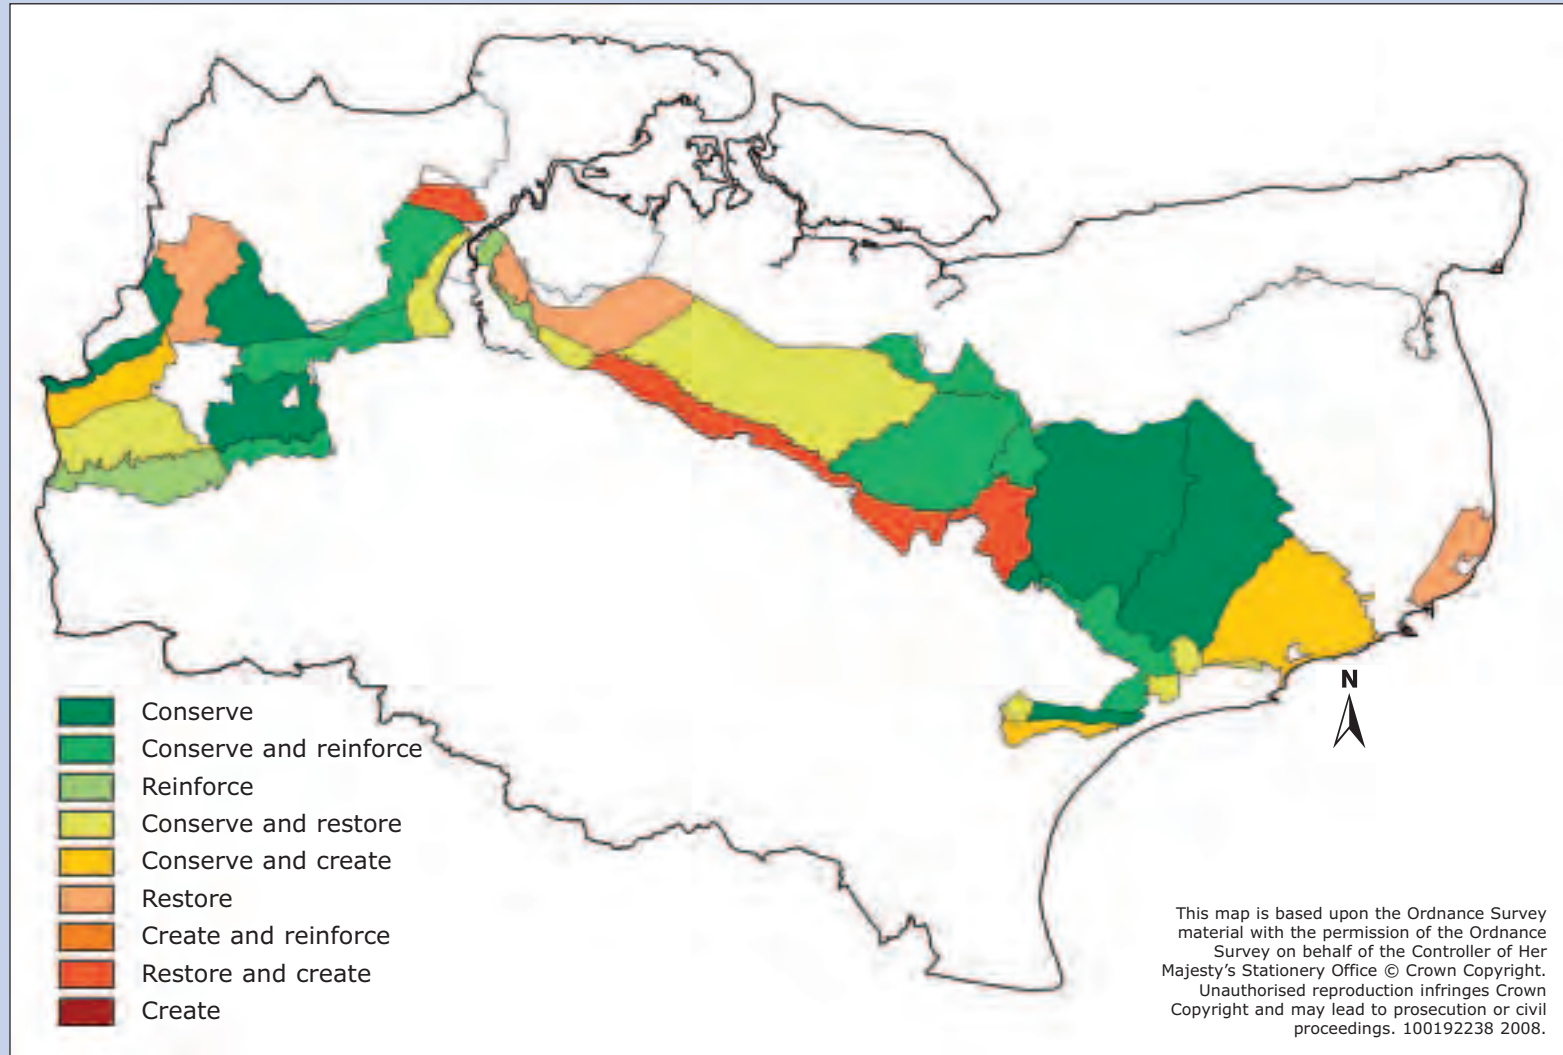 N
Conserve
Conserve and reinforce
Reinforce
Conserve and restore
Conserve and create
Restore
Create and reinforce
Restore and create
Create
This map is based upon the Ordnance Survey
material with the permission of the Ordnance
Survey on behalf of the Controller of Her
Majesty's Stationery Office © Crown Copyright.
Unauthorised reproduction infringes Crown
Copyright and may lead to prosecution or civil
proceedings. 100192238 2008.